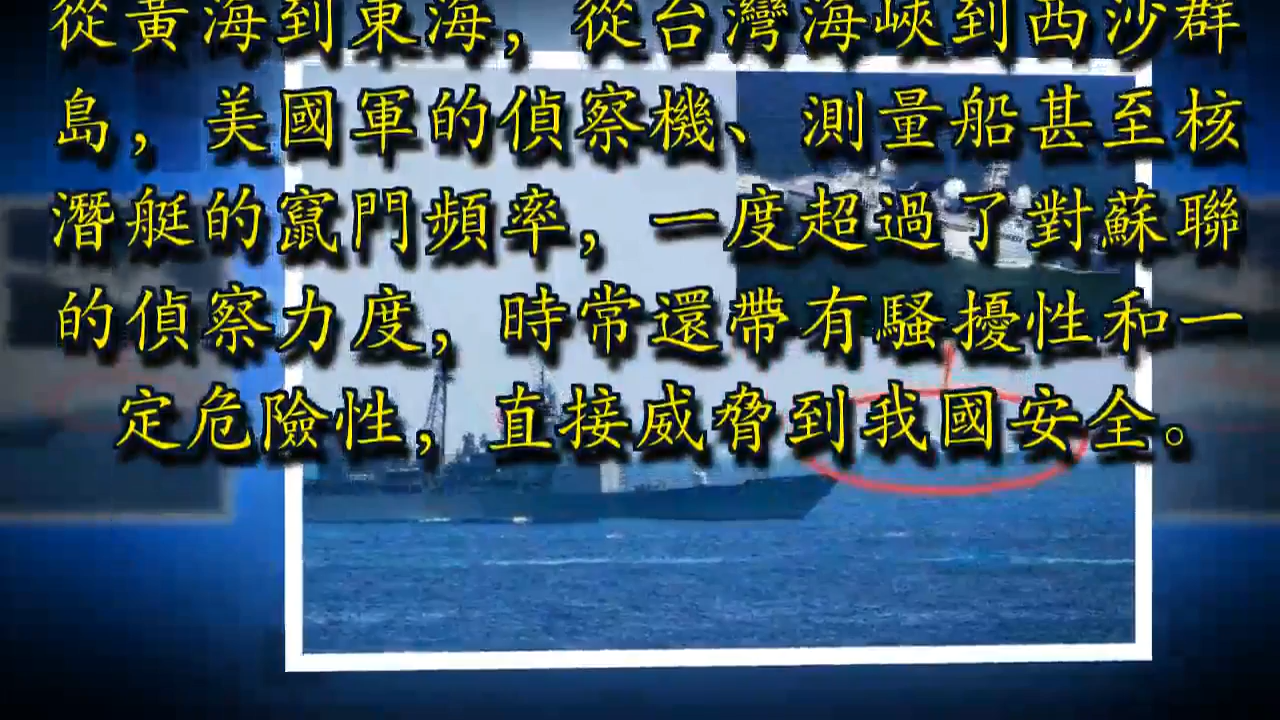 從黃海到東海，從台灣海峽到西沙群
島，美國軍的偵察機、測量船甚至核
潛艇的竄門頻率，一度超過了對蘇聯
的偵察力度，時常還帶有騷擾性和一
定危險性，直接威脅到我國安全。